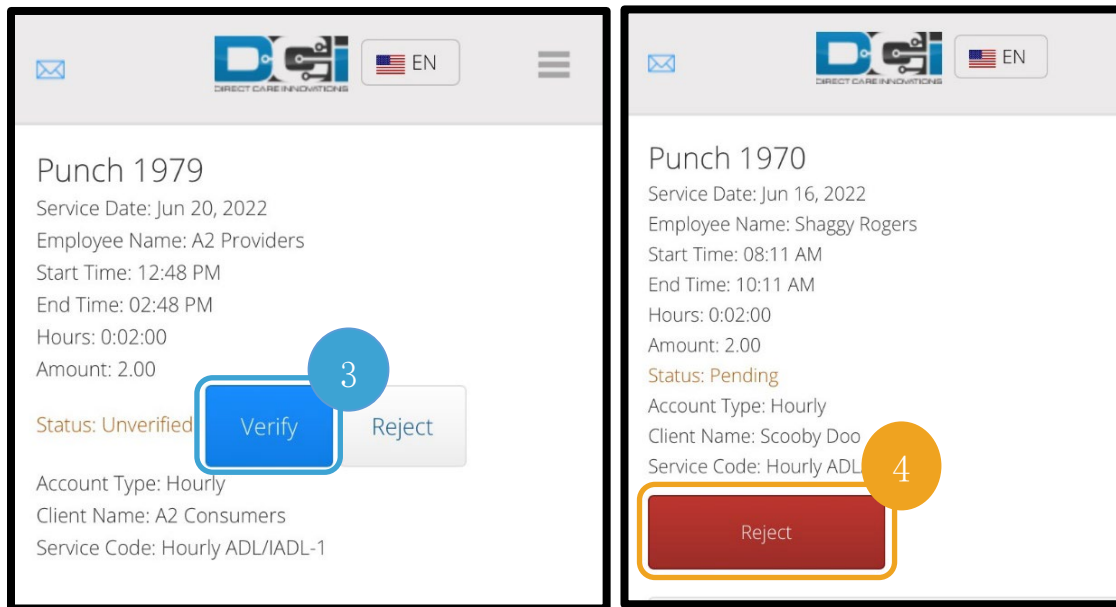 DCI
DIRECT CARE INNOVATIONS
EN
Punch 1979
Service Date: Jun 20, 2022
Employee Name: A2 Providers
Start Time: 12:48 PM
End Time: 02:48 PM
Hours: 0:02:00
Amount: 2.00
3
Status: Unverified
Verify
Reject
Account Type: Hourly
Client Name: A2 Consumers
Service Code: Hourly ADL/IADL-1
DCI
DIRECT CARE INNOVATIONS
EN
Punch 1970
Service Date: Jun 16, 2022
Employee Name: Shaggy Rogers
Start Time: 08:11 AM
End Time: 10:11 AM
Hours: 0:02:00
Amount: 2.00
Status: Pending
Account Type: Hourly
Client Name: Scooby Doo
Service Code: Hourly ADL
4
Reject